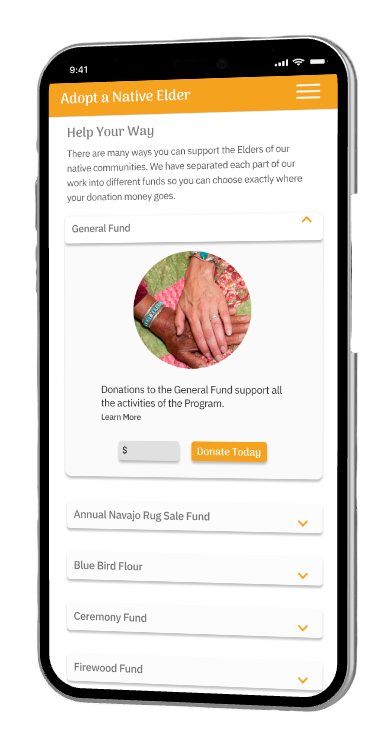 9:41
Adopt a Native Elder
Help Your Way
There are many ways you can support the Elders of our
native communities. We have separated each part of our
work into different funds so you can choose exactly where
your donation money goes.
General Fund
Donations to the General Fund support all
the activities of the Program.
Learn More
$
Donate Today
Annual Navajo Rug Sale Fund
Blue Bird Flour
Ceremony Fund
Firewood Fund